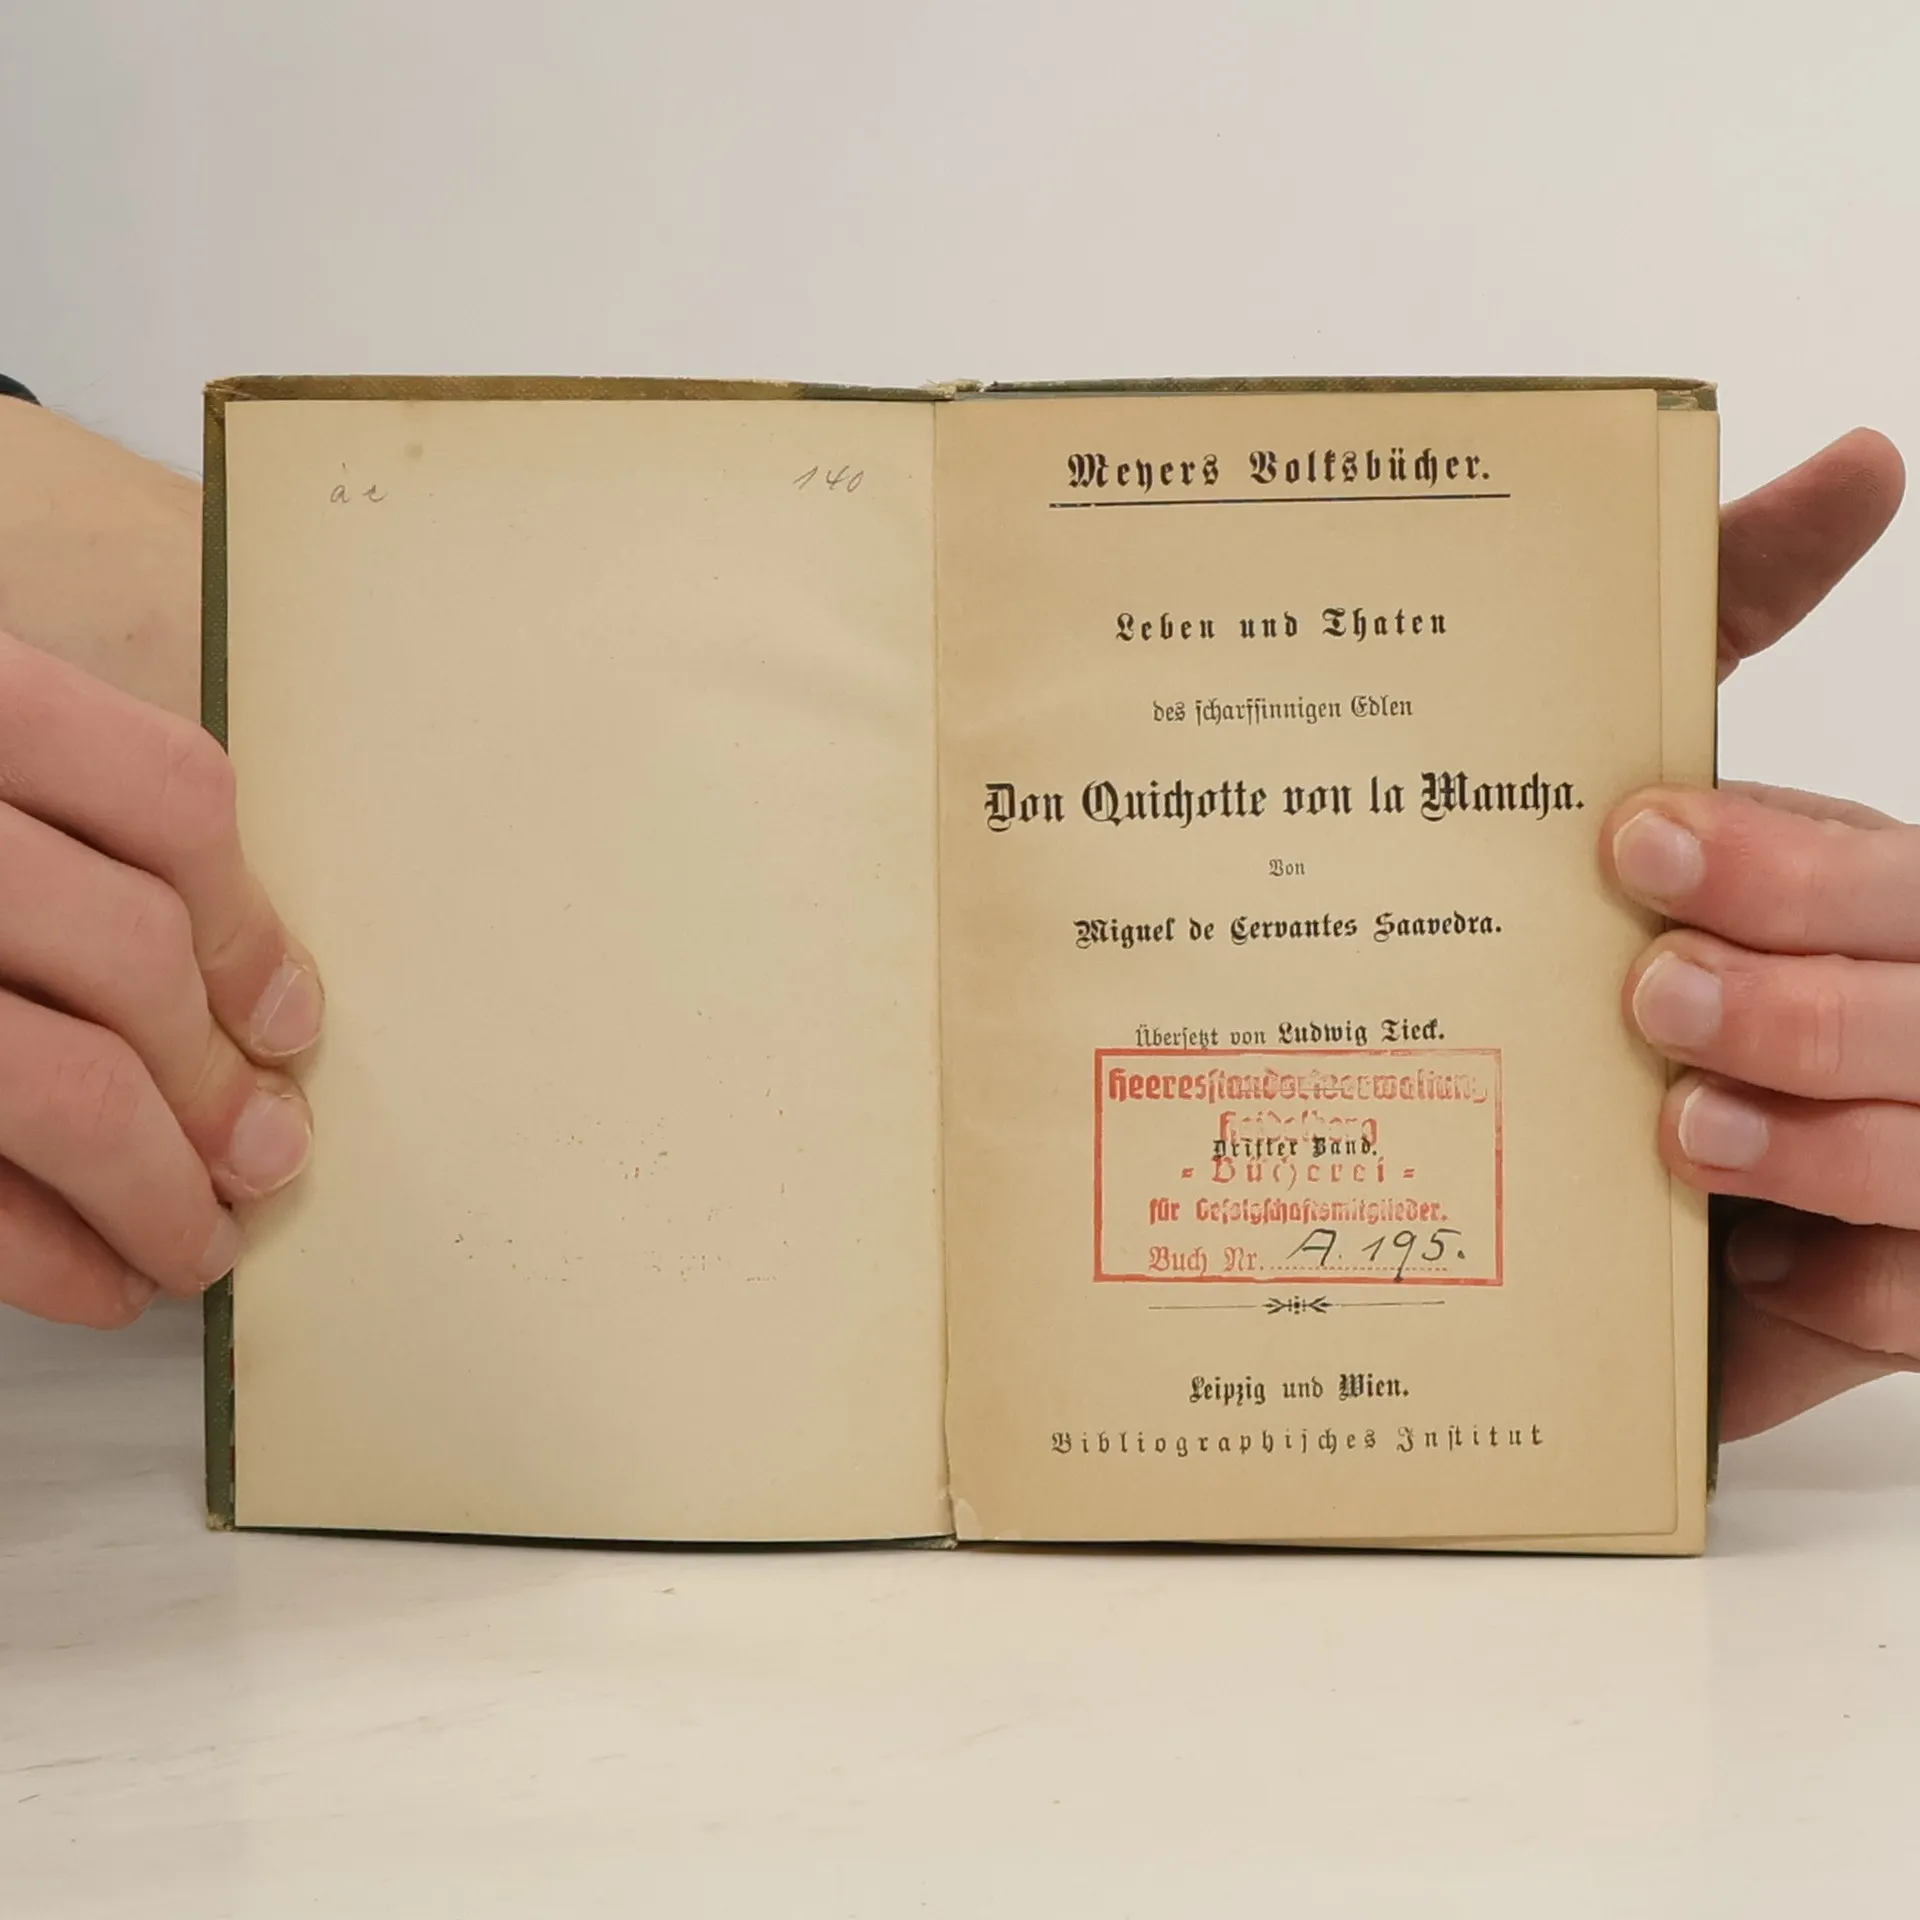 à c 140
Meyers Volksbücher.
Leben und Thaten
des scharfsinnigen Edlen
Don Quichotte von la Mancha.
Von
Miguel de Cervantes Saavedra.
Übersetzt von Ludwig Tieck.
Heeresstandortverwaltung
Heidelberg
Dritter Band.
- Bücherei -
für Gefolgschaftsmitglieder.
Buch Nr. A. 195.
Leipzig und Wien.
Bibliographisches Institut